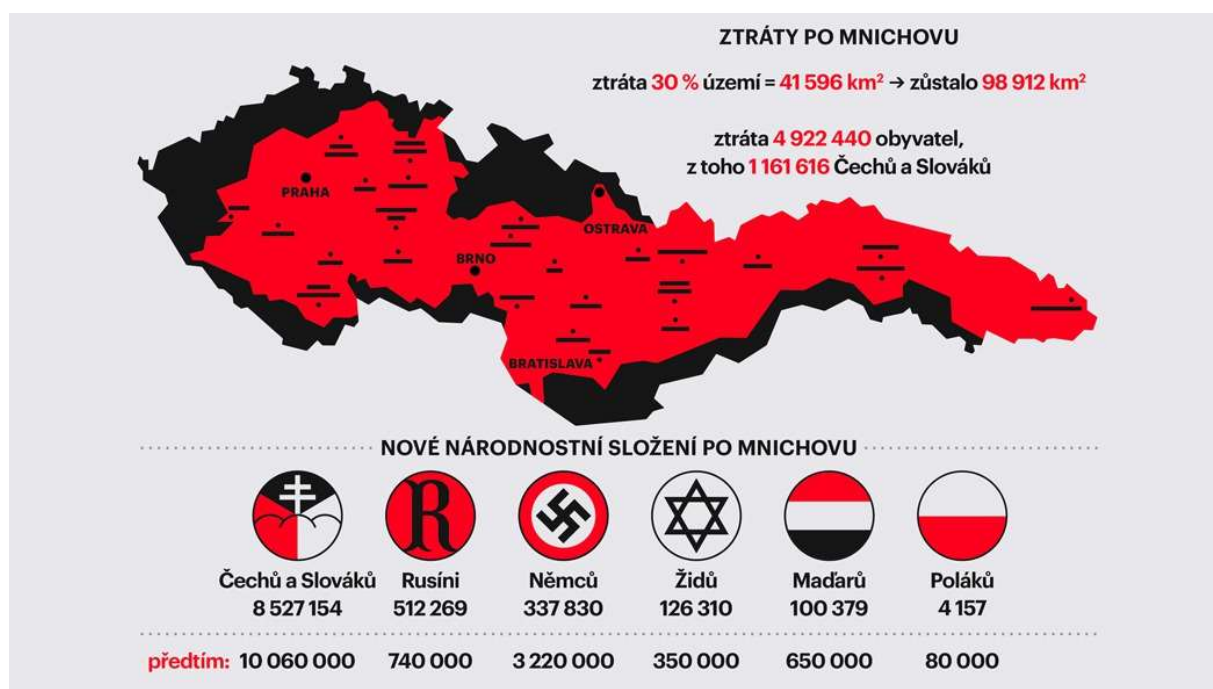 ZTRÁTY PO MNICHOVU
ztráta 30 % území = 41 596 km² → zůstalo 98 912 km²
ztráta 4 922 440 obyvatel,
z toho 1 161 616 Čechů a Slováků
PRAHA
OSTRAVA
BRNO
BRATISLAVA
NOVÉ NÁRODNOSTNÍ SLOŽENÍ PO MNICHOVU
R
Čechů a Slováků Rusíni Němců Židů Maďarů Poláků
8 527 154 512 269 337 830 126 310 100 379 4 157
předtím: 10 060 000 740 000 3 220 000 350 000 650 000 80 000